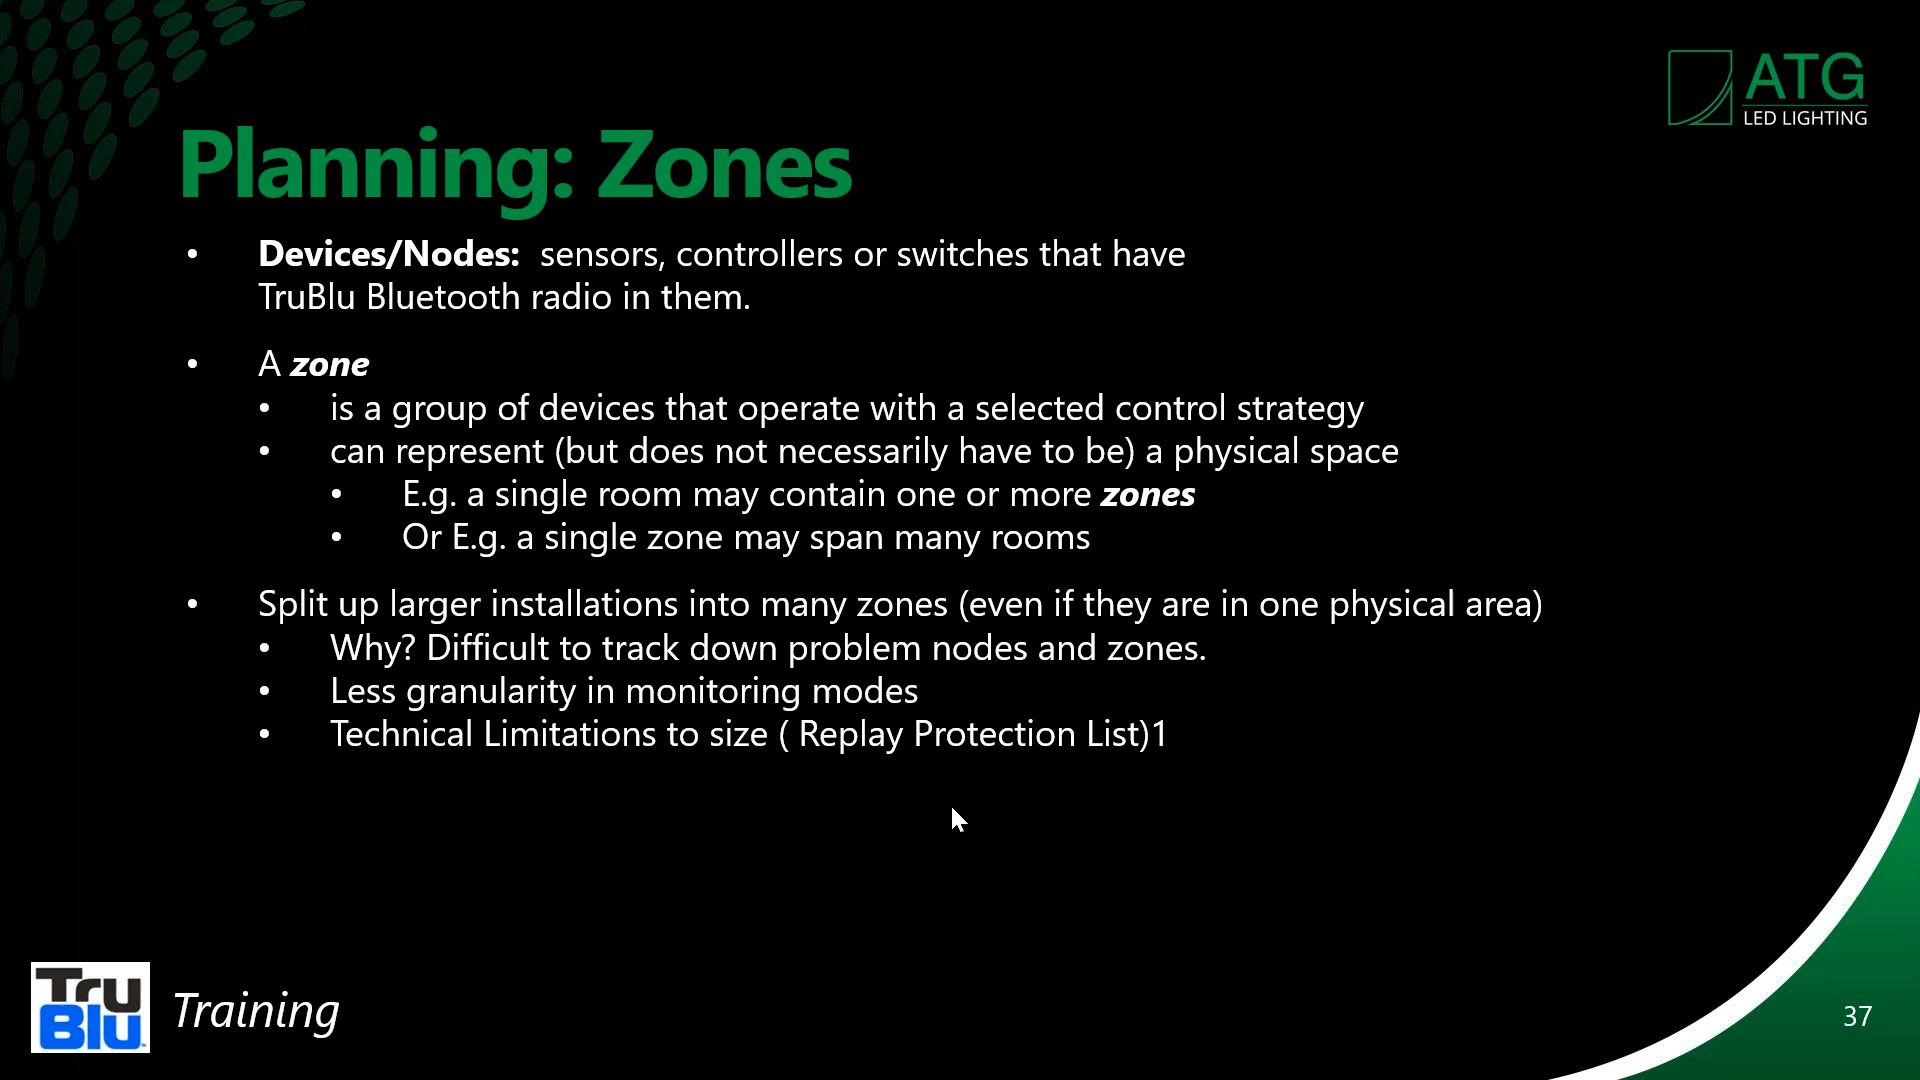 ATG
LED LIGHTING
Planning: Zones
• Devices/Nodes: sensors, controllers or switches that have
TruBlu Bluetooth radio in them.
• A zone
• is a group of devices that operate with a selected control strategy
• can represent (but does not necessarily have to be) a physical space
• E.g. a single room may contain one or more zones
• Or E.g. a single zone may span many rooms
• Split up larger installations into many zones (even if they are in one physical area)
• Why? Difficult to track down problem nodes and zones.
• Less granularity in monitoring modes
• Technical Limitations to size ( Replay Protection List)1
Tru
Blu
Training
37